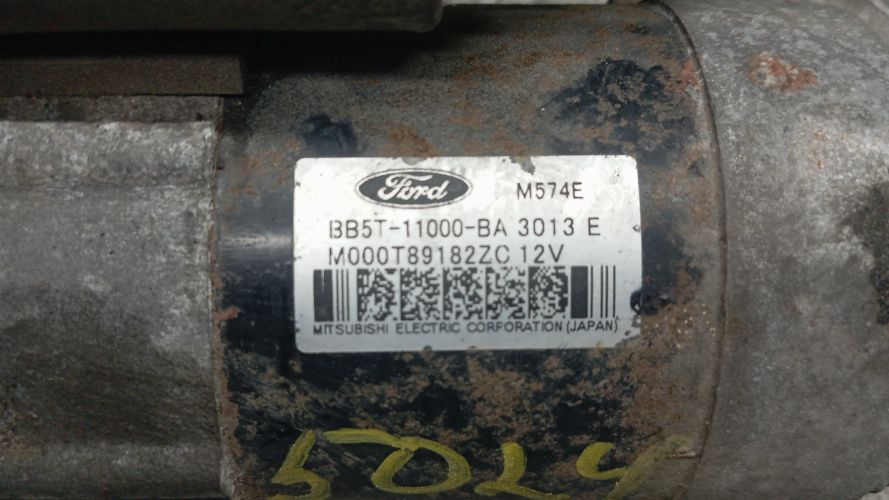 Ford M574E
BB5T-11000-BA 3013 E
M000T89182ZC 12V
MITSUBISHI ELECTRIC CORPORATION (JAPAN)
5024